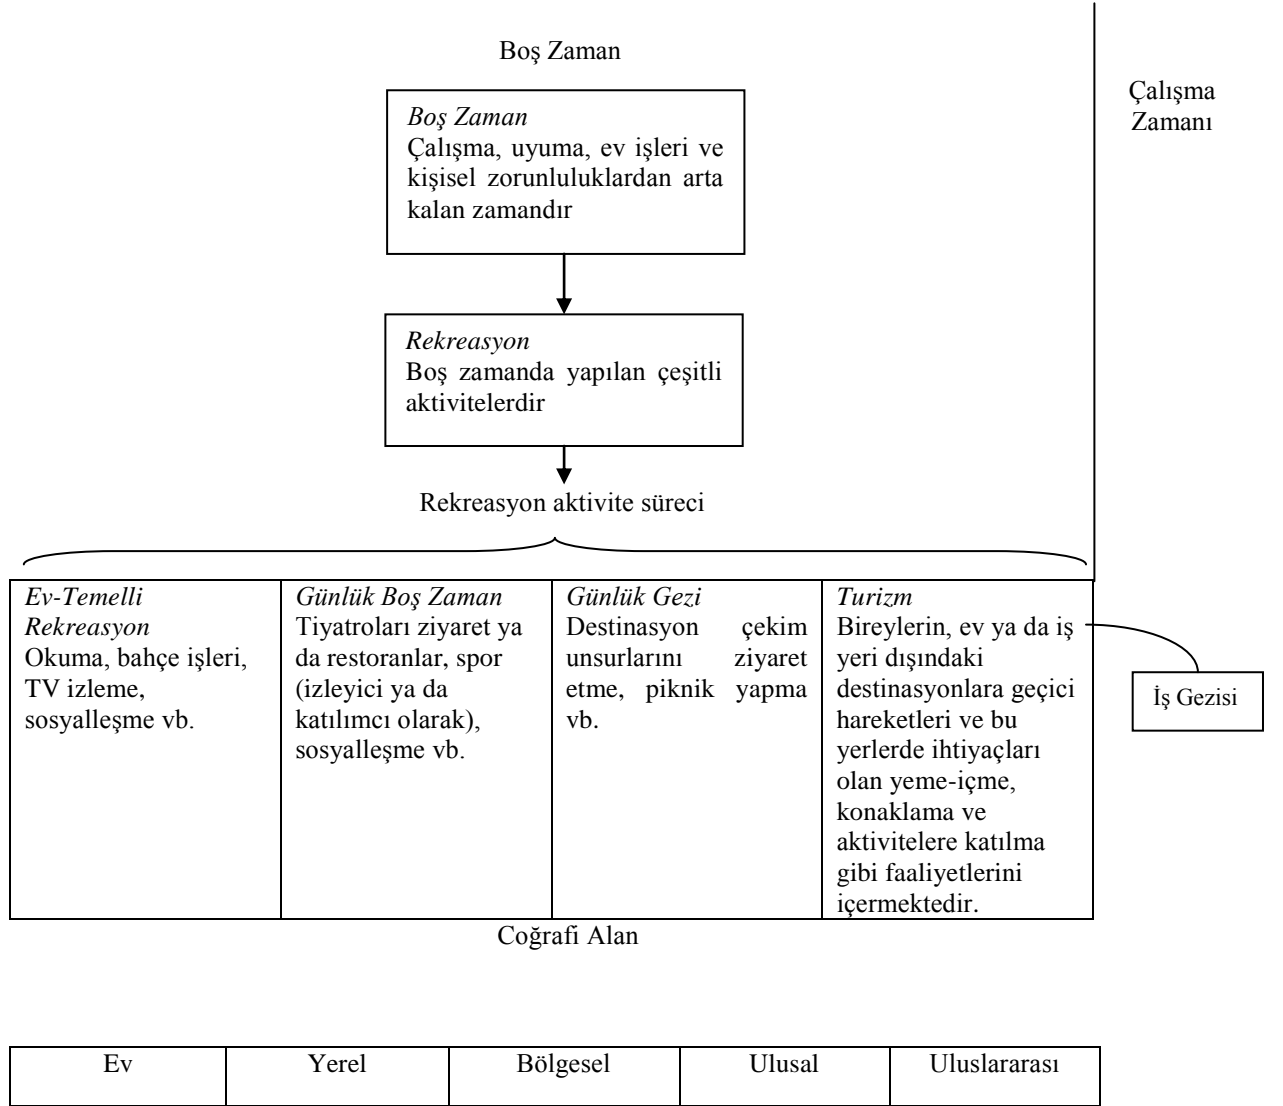 Boş Zaman
Çalışma
Zamanı
Boş Zaman
Çalışma, uyuma, ev işleri ve
kişisel zorunluluklardan arta
kalan zamandır
Rekreasyon
Boş zamanda yapılan çeşitli
aktivitelerdir
Rekreasyon aktivite süreci
Ev-Temelli
Rekreasyon
Okuma, bahçe işleri,
TV izleme,
sosyalleşme vb.
Günlük Boş Zaman
Tiyatroları ziyaret ya
da restoranlar, spor
(izleyici ya da
katılımcı olarak),
sosyalleşme vb.
Günlük Gezi
Destinasyon çekim
unsurlarını ziyaret
etme, piknik yapma
vb.
Turizm
Bireylerin, ev ya da iş
yeri dışındaki
destinasyonlara geçici
hareketleri ve bu
yerlerde ihtiyaçları
olan yeme-içme,
konaklama ve
aktivitelere katılma
gibi faaliyetlerini
içermektedir.
İş Gezisi
Coğrafi Alan
Ev
Yerel
Bölgesel
Ulusal
Uluslararası